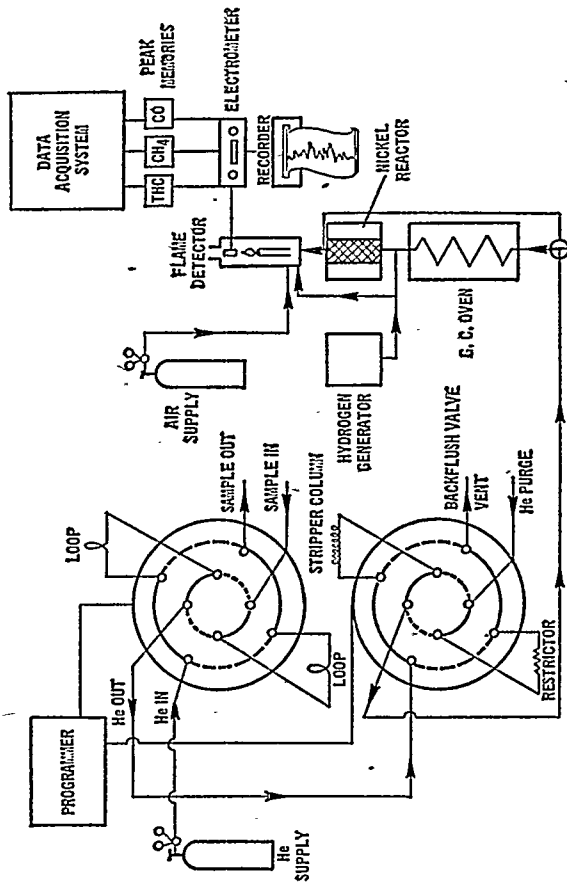 DATA
ACQUISITION
SYSTEM
PEAK
MEMORIES
THC
CH4
CO
ELECTROMETER
RECORDER
FLAME
DETECTOR
NICKEL
REACTOR
AIR
SUPPLY
HYDROGEN
GENERATOR
G. C. OVEN
LOOP
SAMPLE OUT
SAMPLE IN
LOOP
STRIPPER COLUMN
BACKFLUSH VALVE
VENT
He PURGE
RESTRICTOR
PROGRAMMER
He OUT
He IN
He
SUPPLY